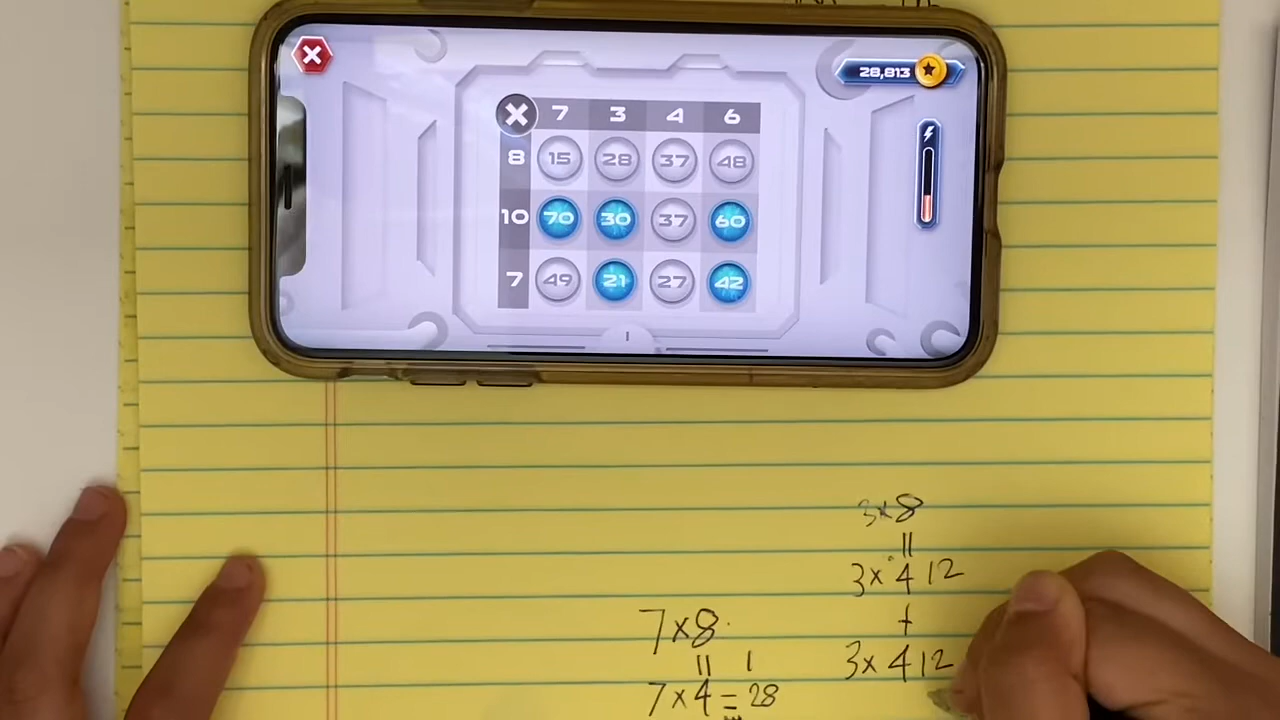 28,813
× 7 3 4 6
8 15 28 37 48
10 70 30 37 60
7 49 21 27 42
3×8
=
3×4 12
+
3×4 12
7×8
=
7×4=28